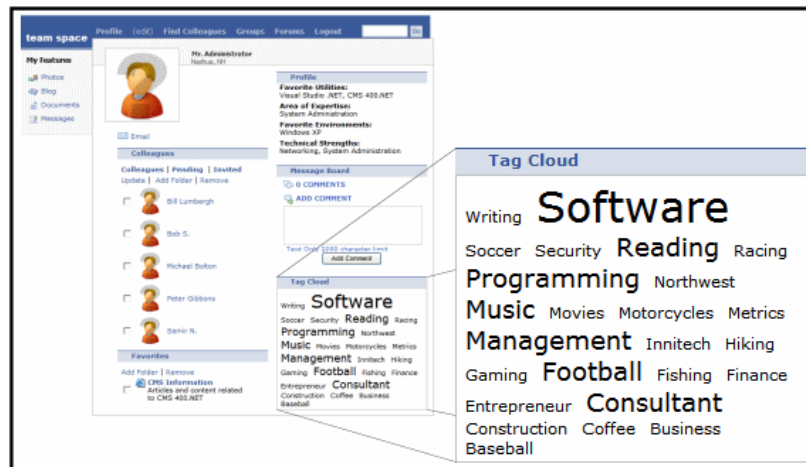 team space
Profile (edit) Find Colleagues Groups Forums Logout
Go
My Features
Photos
Blog
Documents
Messages
Mr. Administrator
Nashua, NH
Email
Colleagues
Colleagues | Pending | Invited
Update | Add Folder | Remove
Bill Lumbergh
Bob S.
Michael Bolton
Peter Gibbons
Samir N.
Favorites
Add Folder | Remove
CMS Information
Articles and content related
to CMS 400.NET
Profile
Favorite Utilities:
Visual Studio .NET, CMS 400.NET
Area of Expertise:
System Administration
Favorite Environments:
Windows XP
Technical Strengths:
Networking, System Administration
Message Board
0 COMMENTS
ADD COMMENT
Text Only 2000 character limit
Add Comment
Tag Cloud
Writing Software
Soccer Security Reading Racing
Programming Northwest
Music Movies Motorcycles Metrics
Management Innitech Hiking
Gaming Football Fishing Finance
Entrepreneur Consultant
Construction Coffee Business
Baseball
Tag Cloud
Writing Software
Soccer Security Reading Racing
Programming Northwest
Music Movies Motorcycles Metrics
Management Innitech Hiking
Gaming Football Fishing Finance
Entrepreneur Consultant
Construction Coffee Business
Baseball